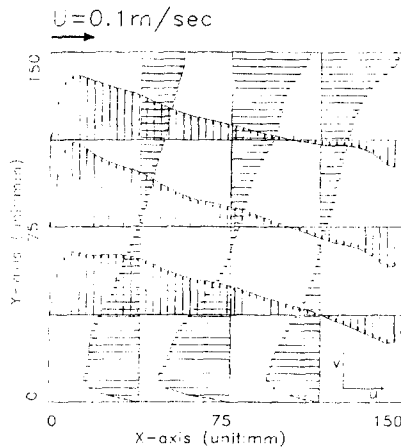 U=0.1m/sec
150
75
0
Y-axis (unit:mm)
v
u
0 75 150
X-axis (unit:mm)